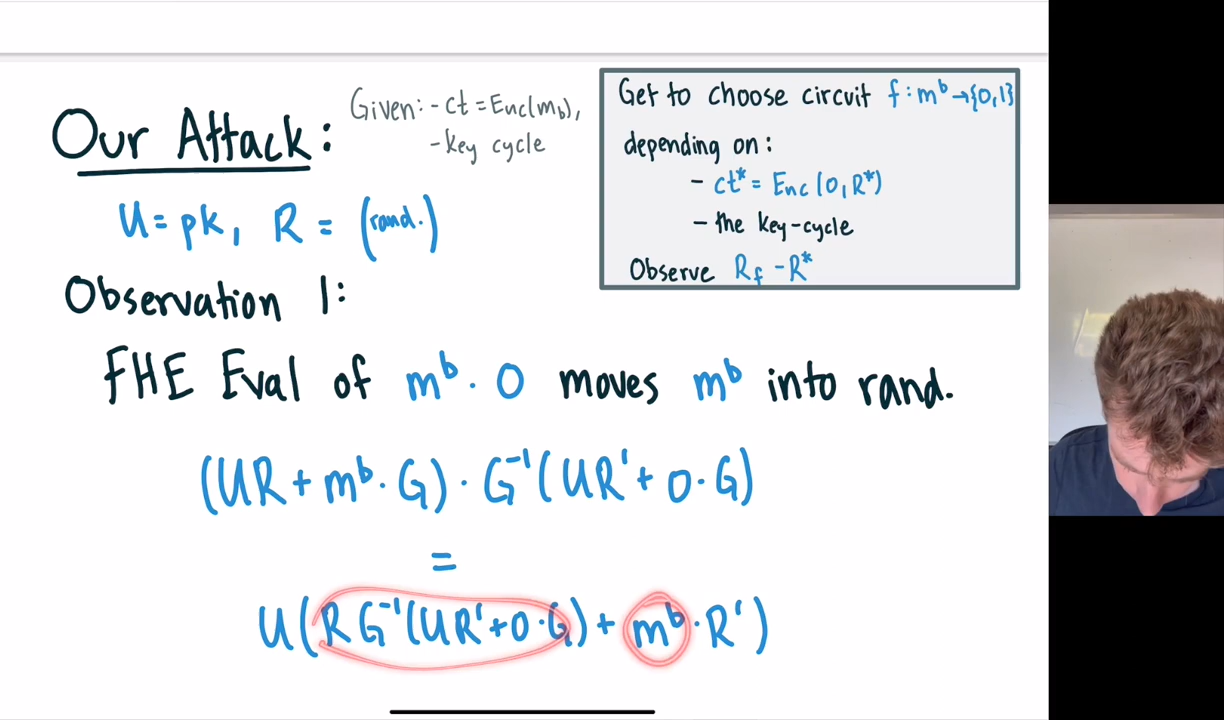 Our Attack:
Given: - ct = Enc(m_b),
- key cycle
U = pk, R = (rand.)
Get to choose circuit f: m^b → {0,1}
depending on:
- ct* = Enc(0, R*)
- the key-cycle
Observe R_f - R*
Observation 1:
FHE Eval of m^b · 0 moves m^b into rand.
(UR + m^b · G) · G^-1(UR' + 0·G)
=
U(RG^-1(UR' + 0·G) + m^b · R')